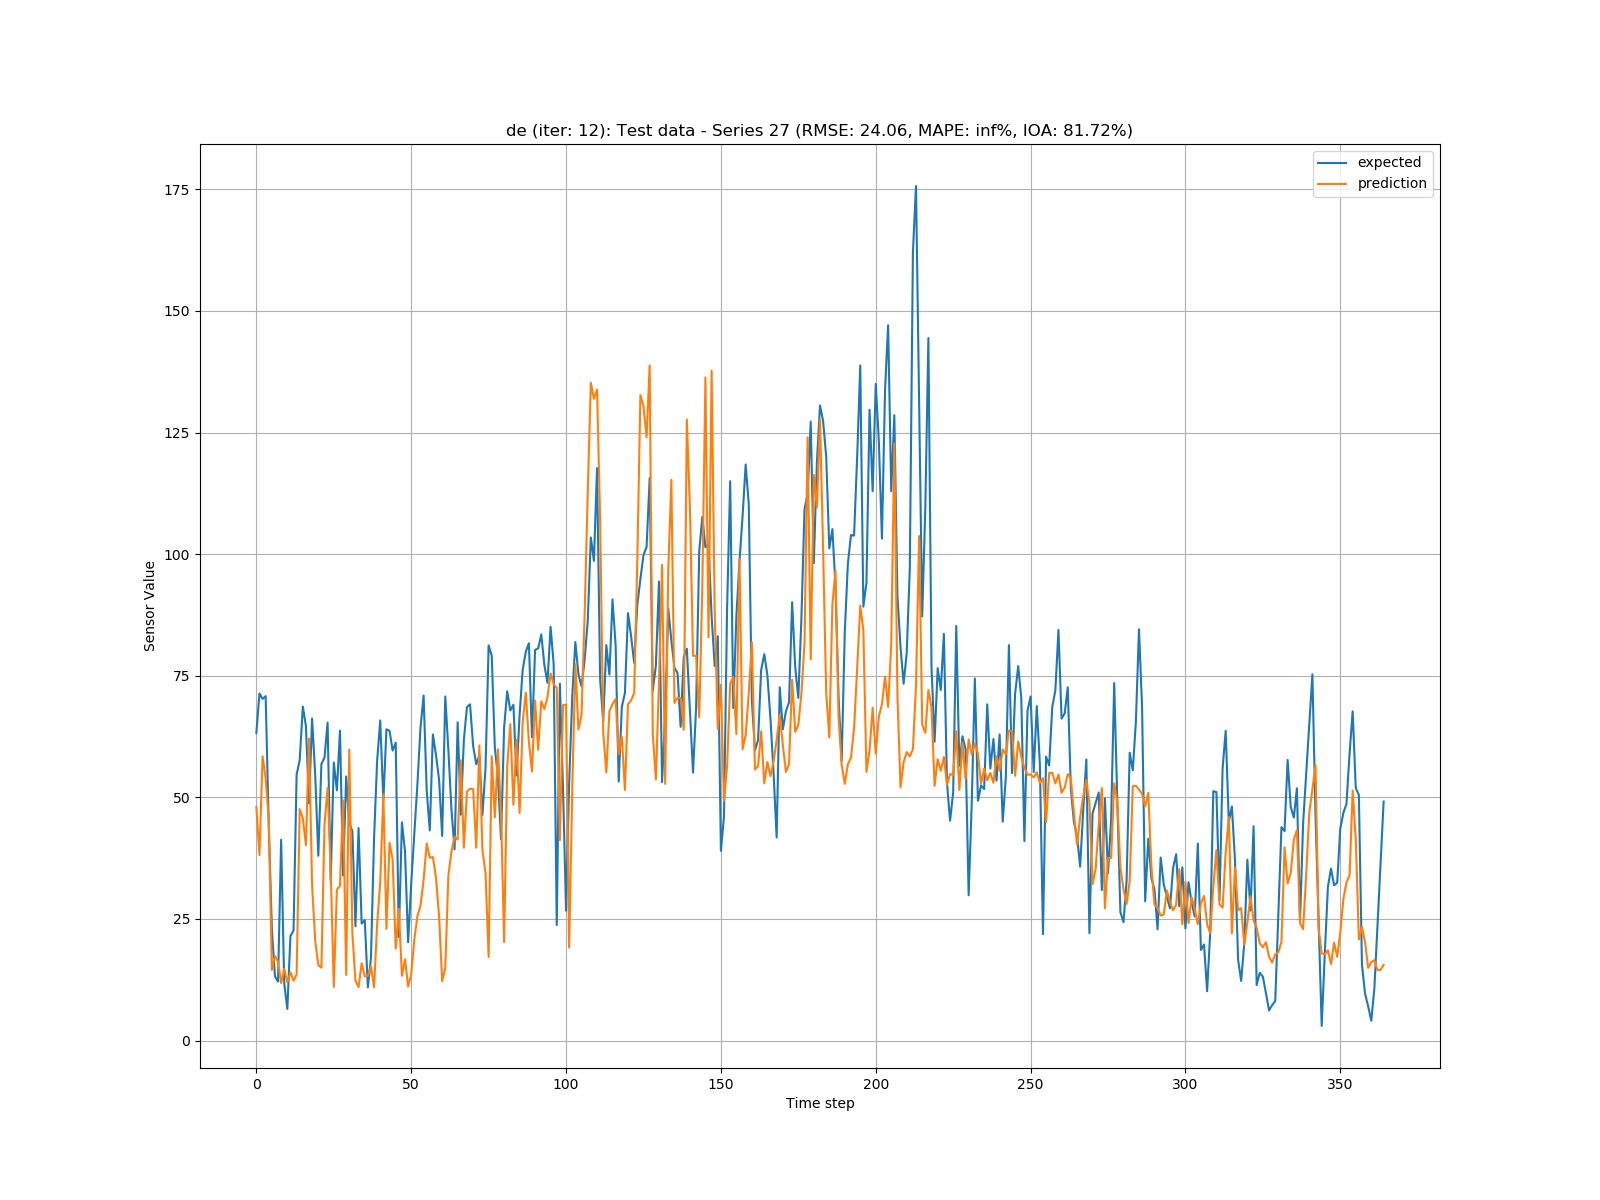 de (iter: 12): Test data - Series 27 (RMSE: 24.06, MAPE: inf%, IOA: 81.72%)
expected
prediction
175
150
125
100
75
50
25
0
Sensor Value
0 50 100 150 200 250 300 350
Time step